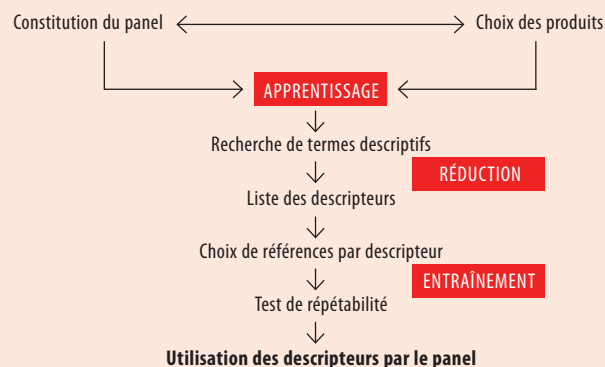 Constitution du panel
Choix des produits
APPRENTISSAGE
Recherche de termes descriptifs
RÉDUCTION
Liste des descripteurs
Choix de références par descripteur
ENTRAÎNEMENT
Test de répétabilité
Utilisation des descripteurs par le panel